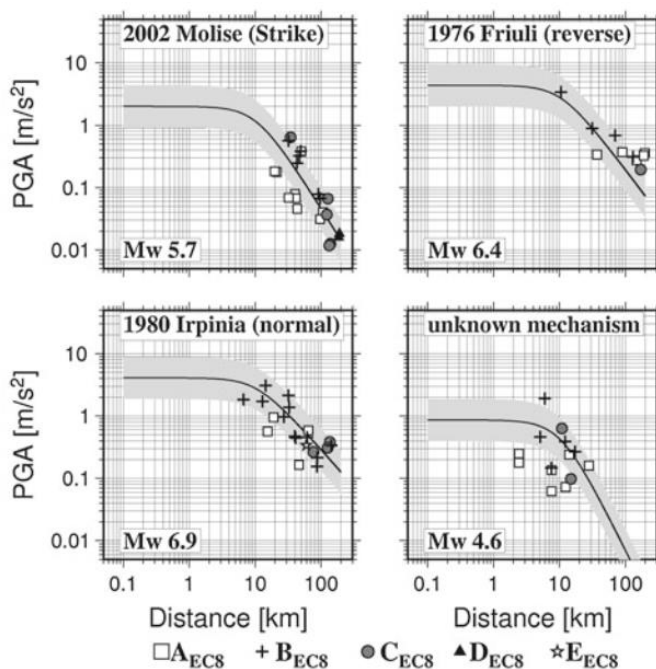 2002 Molise (Strike)
1976 Friuli (reverse)
PGA [m/s²]
10
1
0.1
0.01
Mw 5.7
Mw 6.4
1980 Irpinia (normal)
unknown mechanism
PGA [m/s²]
10
1
0.1
0.01
Mw 6.9
Mw 4.6
0.1 1 10 100
0.1 1 10 100
Distance [km]
Distance [km]
A_EC8 B_EC8 C_EC8 D_EC8 E_EC8